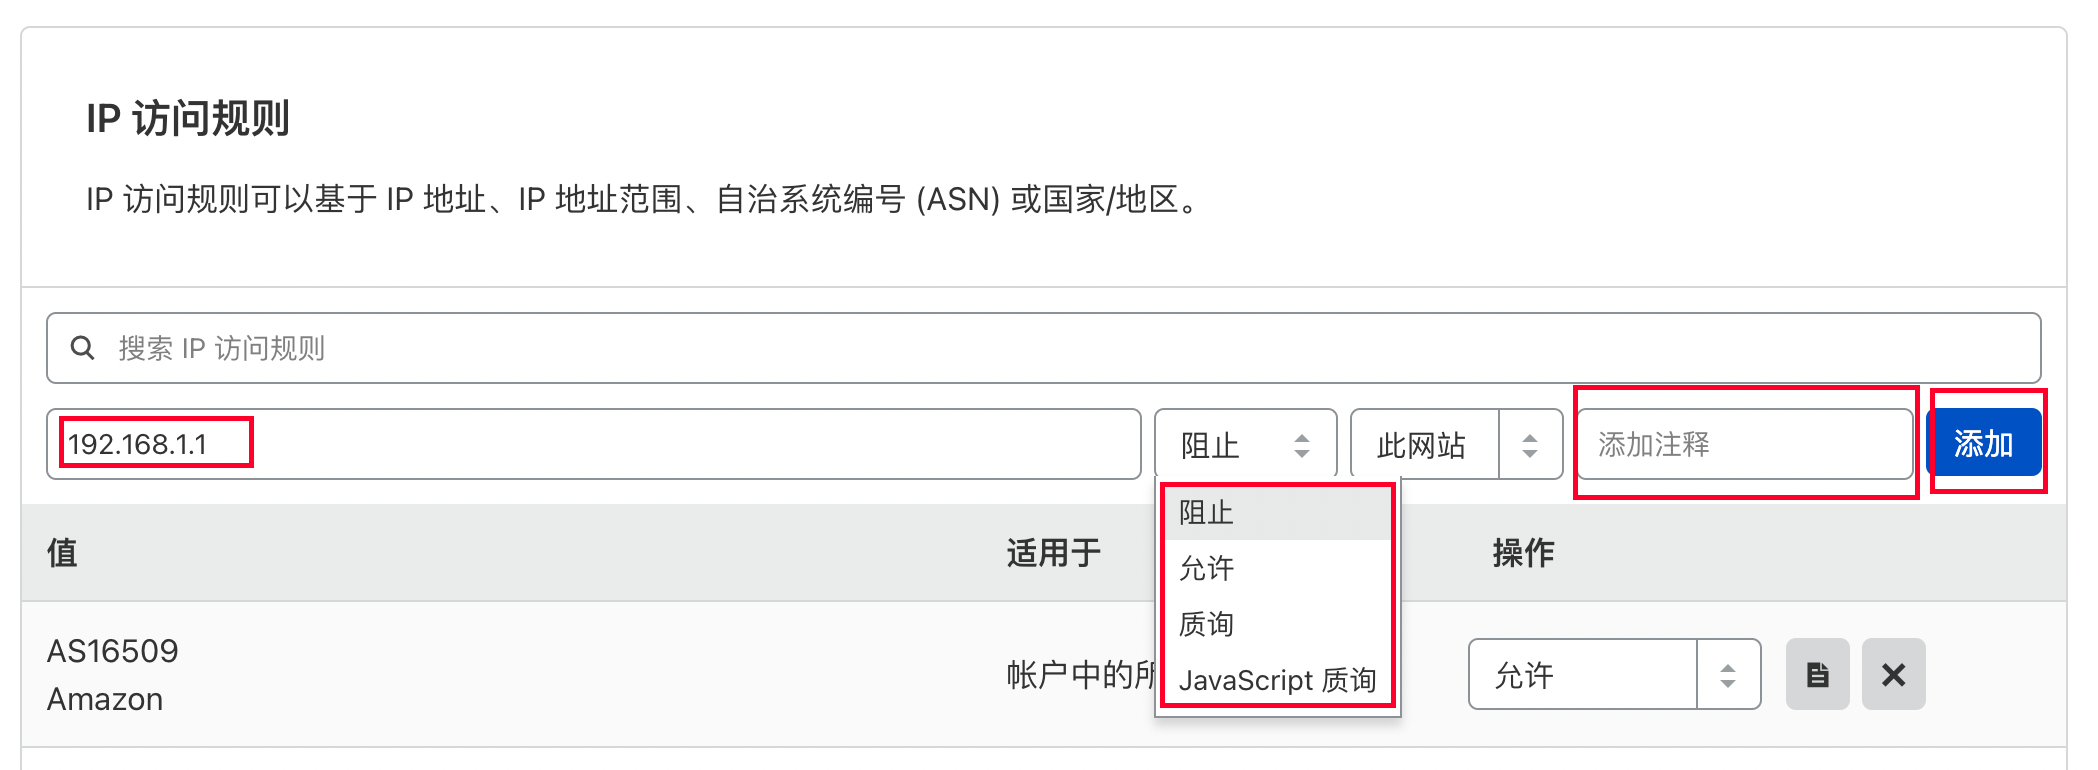 IP 访问规则
IP 访问规则可以基于 IP 地址、IP 地址范围、自治系统编号 (ASN) 或国家/地区。
搜索 IP 访问规则
192.168.1.1 阻止 此网站 添加注释 添加
阻止
允许
质询
JavaScript 质询
值 适用于 操作
AS16509
Amazon
帐户中的所 允许